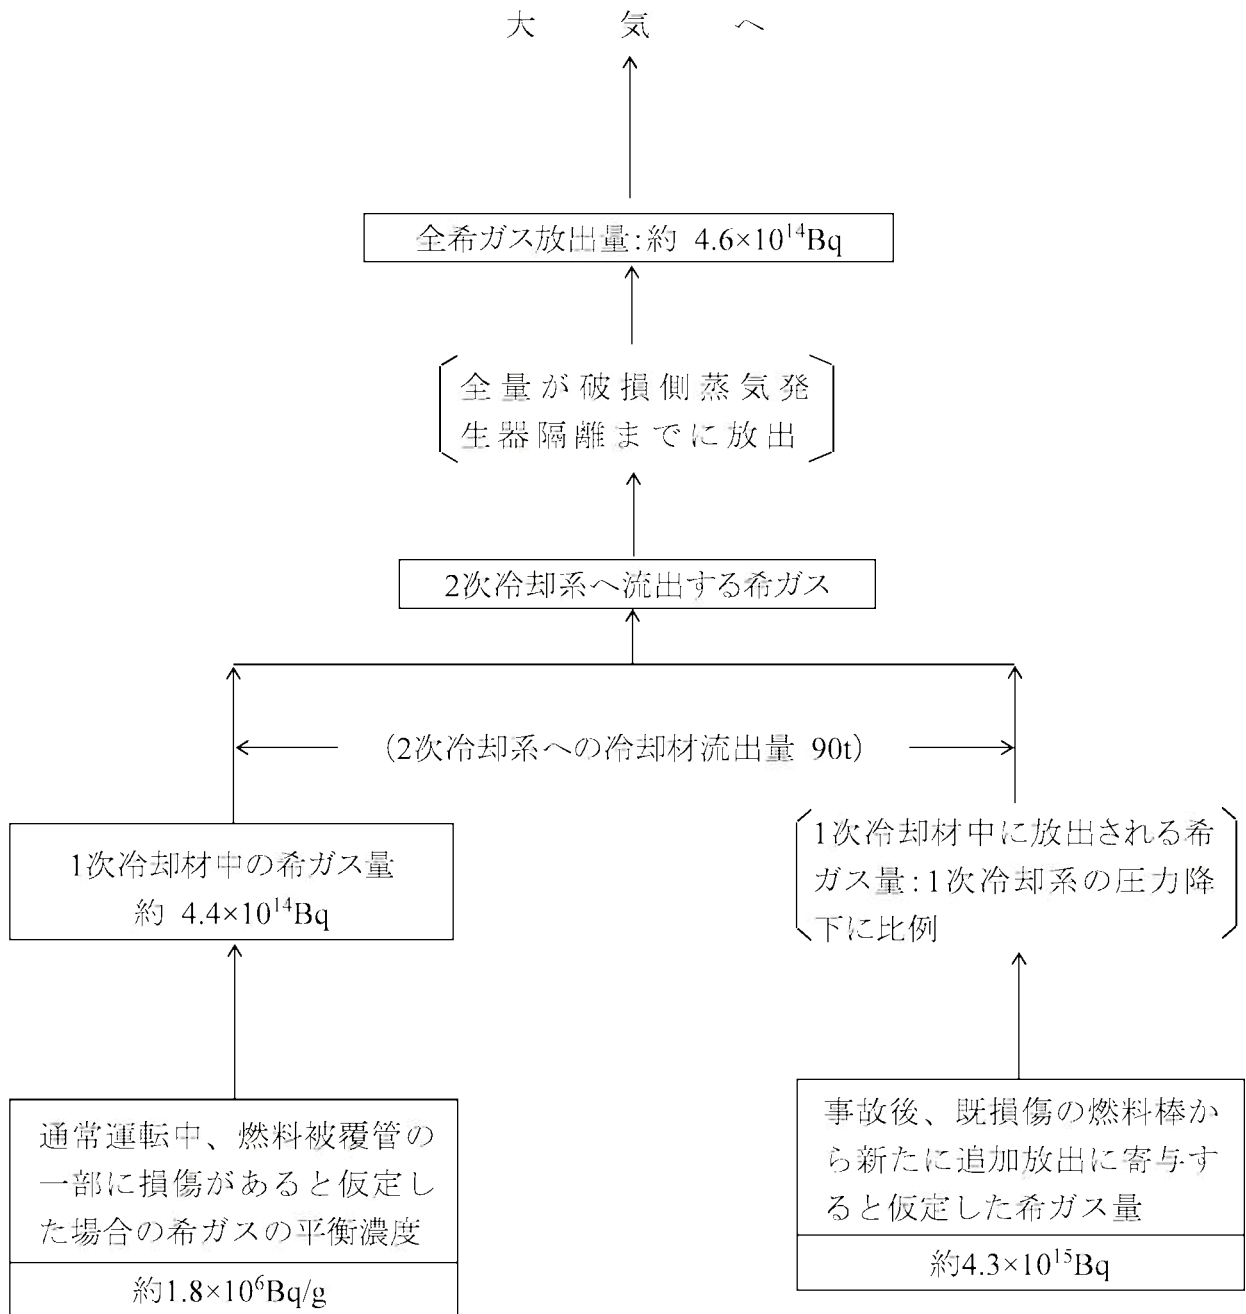 大気へ
全希ガス放出量:約 4.6×10¹⁴Bq
全量が破損側蒸気発
生器隔離までに放出
2次冷却系へ流出する希ガス
(2次冷却系への冷却材流出量 90t)
1次冷却材中の希ガス量
約 4.4×10¹⁴Bq
1次冷却材中に放出される希
ガス量:1次冷却系の圧力降
下に比例
通常運転中、燃料被覆管の
一部に損傷があると仮定し
た場合の希ガスの平衡濃度
約1.8×10⁶Bq/g
事故後、既損傷の燃料棒か
ら新たに追加放出に寄与す
ると仮定した希ガス量
約4.3×10¹⁵Bq